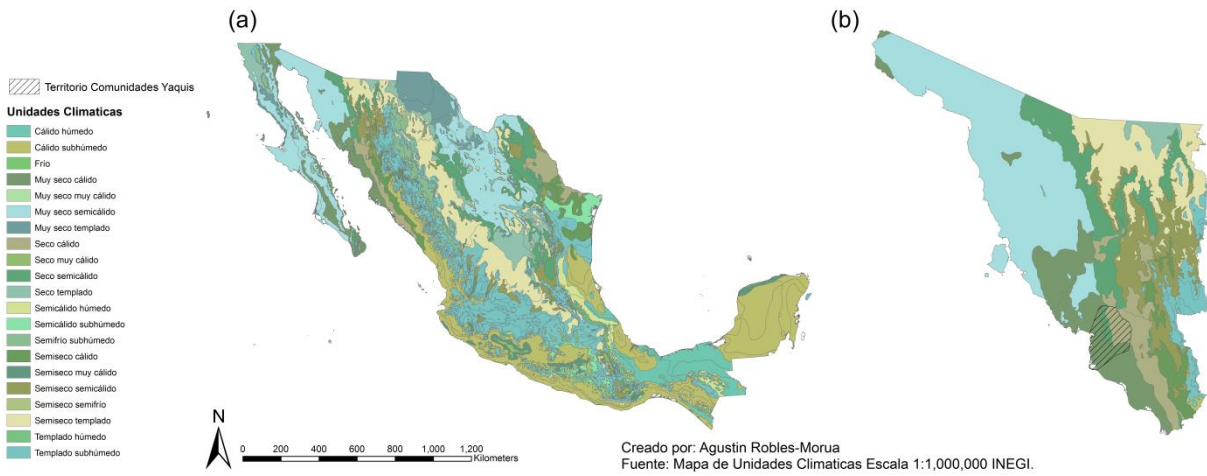 (a)
(b)
Territorio Comunidades Yaquis
Unidades Climaticas
Cálido húmedo
Cálido subhúmedo
Frío
Muy seco cálido
Muy seco muy cálido
Muy seco semicálido
Muy seco templado
Seco cálido
Seco muy cálido
Seco semicálido
Seco templado
Semicálido húmedo
Semicálido subhúmedo
Semifrío subhúmedo
Semiseco cálido
Semiseco muy cálido
Semiseco semicálido
Semiseco semifrío
Semiseco templado
Templado húmedo
Templado subhúmedo
N
0 200 400 600 800 1,000 1,200
Kilometers
Creado por: Agustin Robles-Morua
Fuente: Mapa de Unidades Climaticas Escala 1:1,000,000 INEGI.